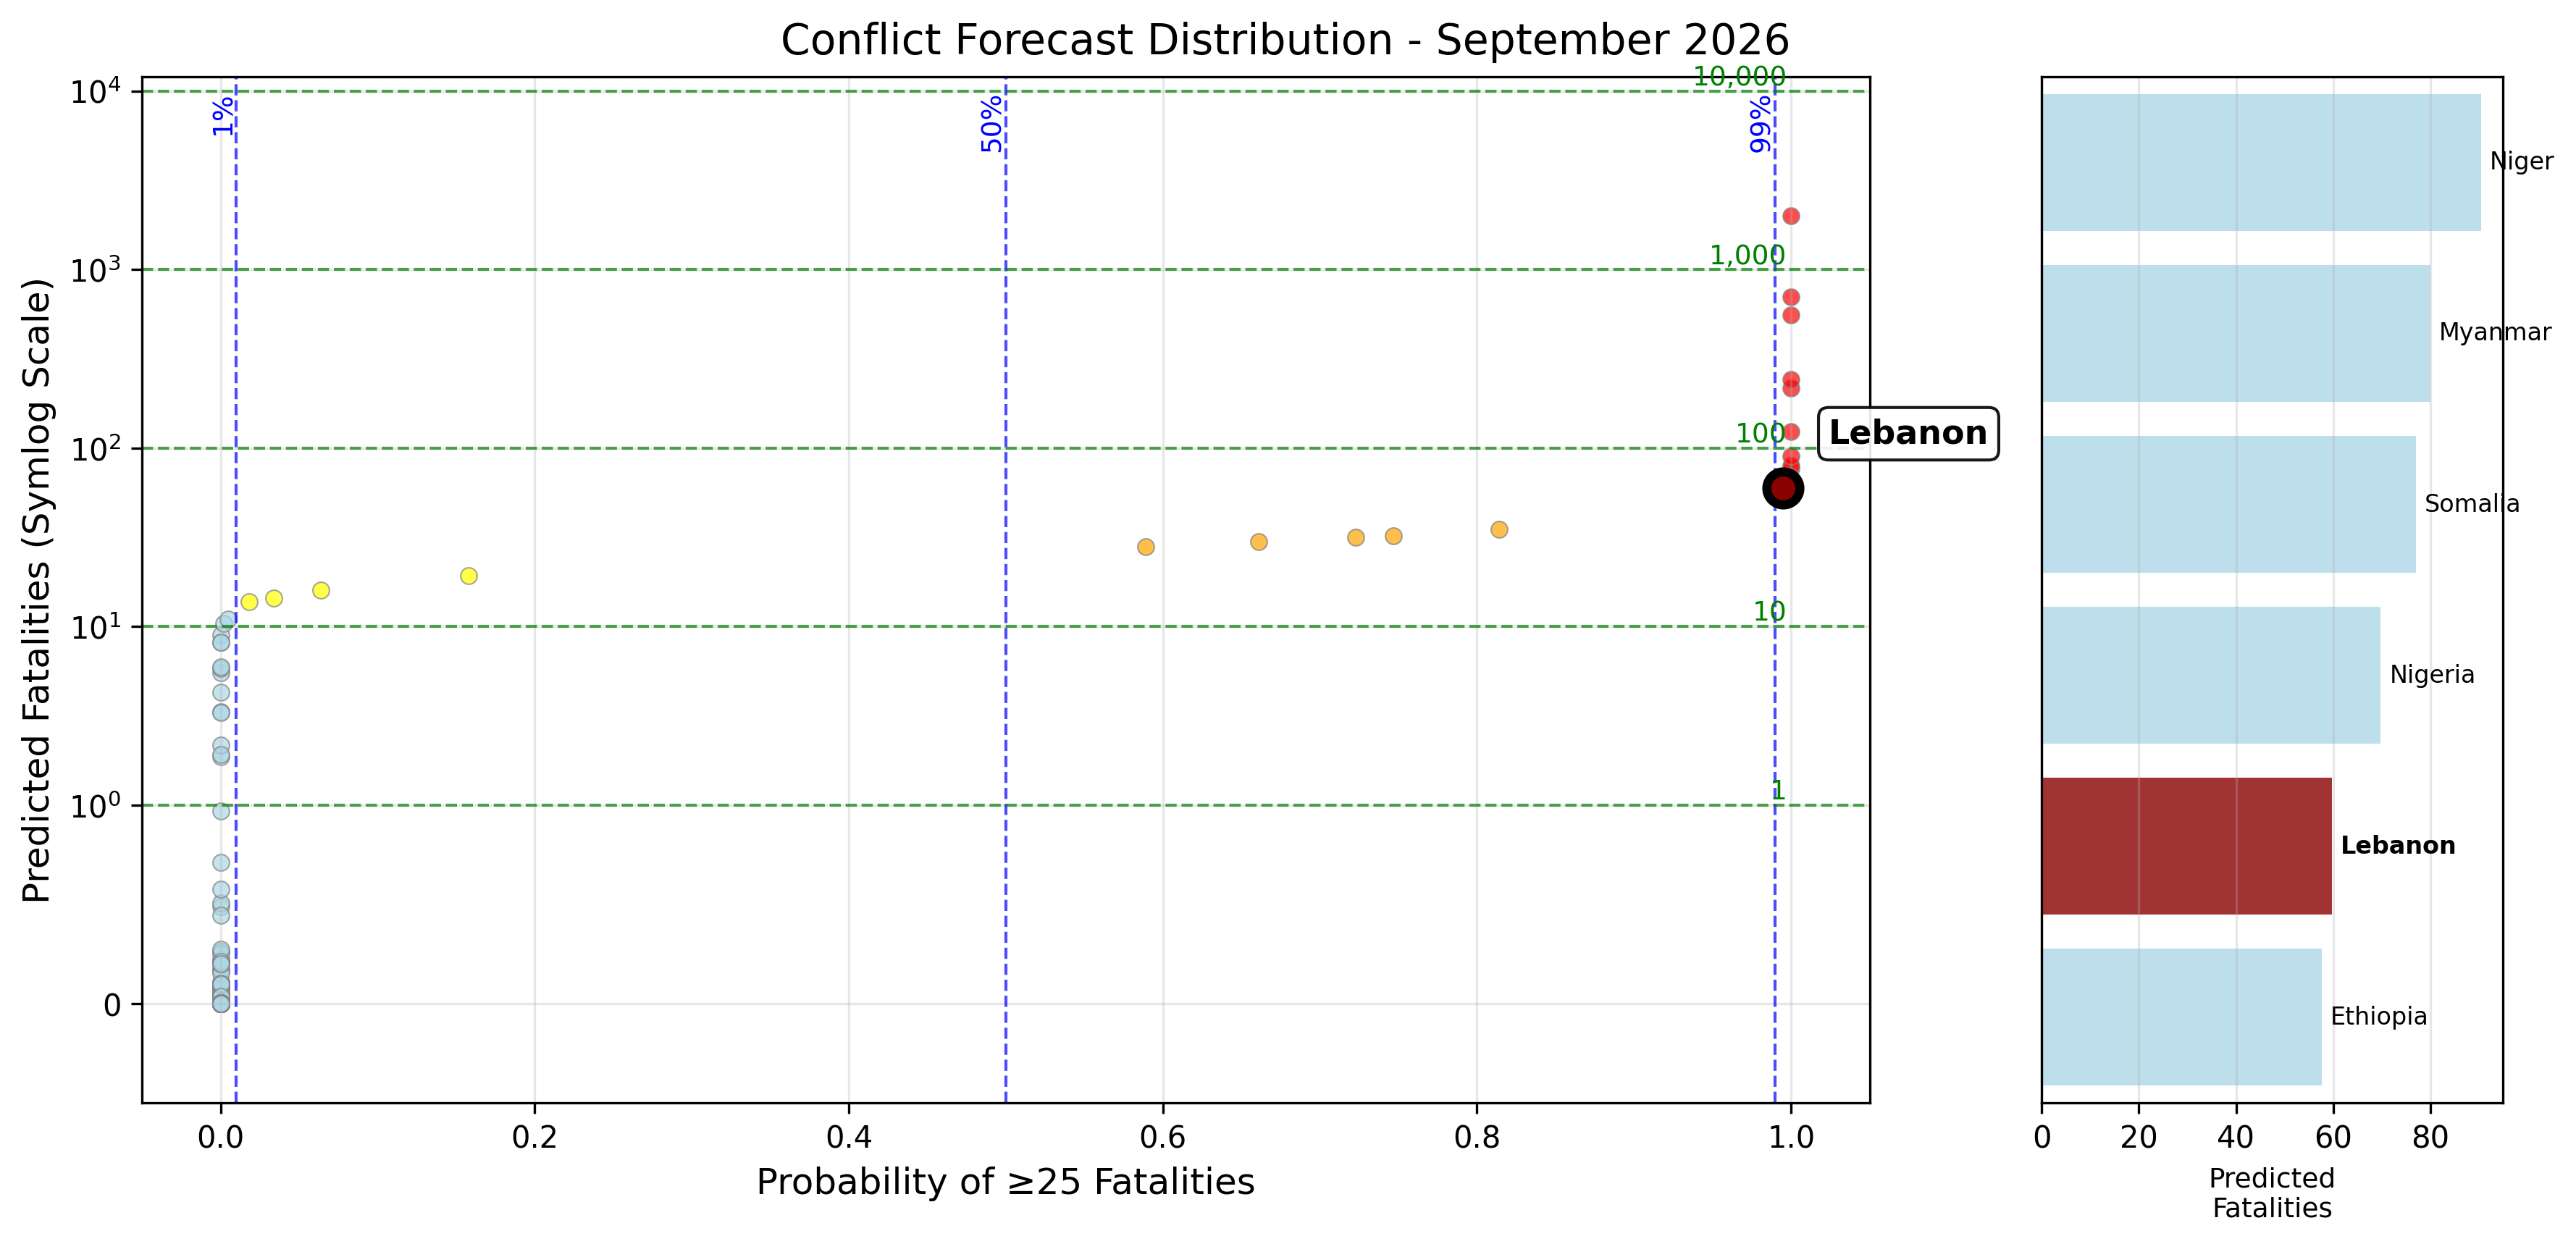 Conflict Forecast Distribution - September 2026
Predicted Fatalities (Symlog Scale)
10⁴
10³
10²
10¹
10⁰
0
1%
50%
99%
10,000
1,000
100
10
1
Lebanon
0.0 0.2 0.4 0.6 0.8 1.0
Probability of ≥25 Fatalities
Niger
Myanmar
Somalia
Nigeria
Lebanon
Ethiopia
0 20 40 60 80
Predicted
Fatalities